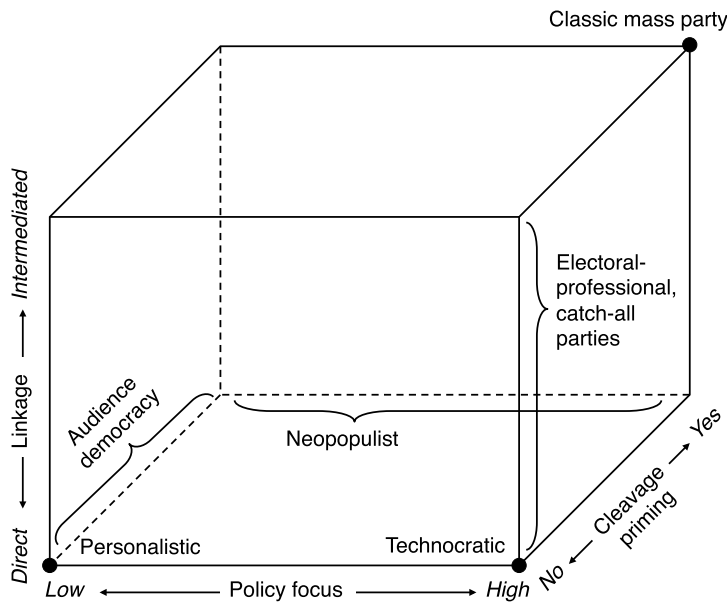 Classic mass party
Intermediated
Linkage
Direct
Electoral-
professional,
catch-all
parties
Audience
democracy
Neopopulist
Yes
Cleavage
priming
No
Personalistic
Technocratic
Low
Policy focus
High